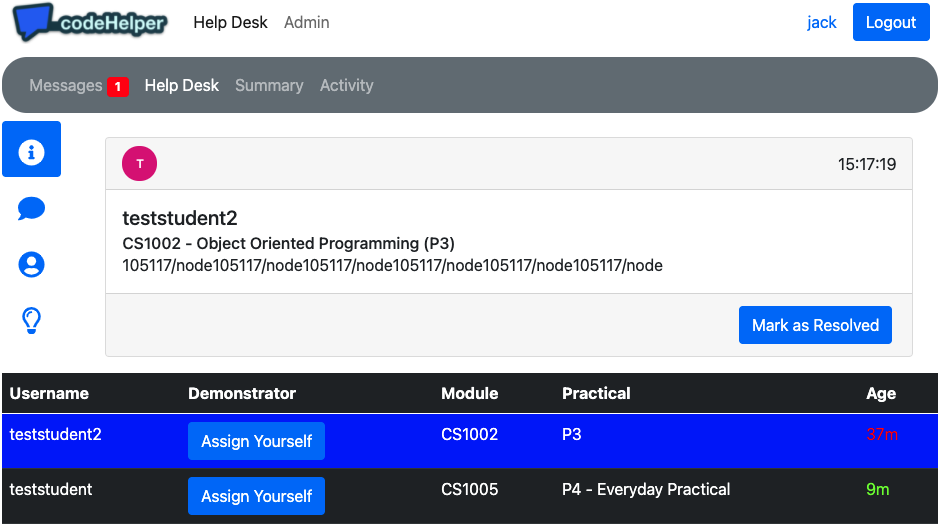 codeHelper Help Desk Admin jack Logout
Messages 1 Help Desk Summary Activity
T 15:17:19
teststudent2
CS1002 - Object Oriented Programming (P3)
105117/node105117/node105117/node105117/node105117/node105117/node
Mark as Resolved
Username Demonstrator Module Practical Age
teststudent2 Assign Yourself CS1002 P3 37m
teststudent Assign Yourself CS1005 P4 - Everyday Practical 9m